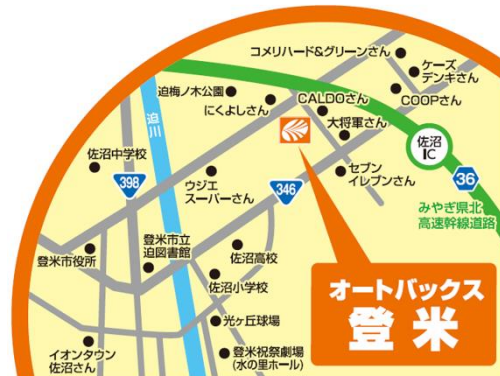 コメリハード&グリーンさん
ケーズ
デンキさん
迫梅ノ木公園
にくよしさん
CALDOさん
COOPさん
大将軍さん
迫川
佐沼
IC
佐沼中学校
398
ウジエ
スーパーさん
346
セブン
イレブンさん
36
みやぎ県北
高速幹線道路
登米市役所
登米市立
迫図書館
佐沼高校
佐沼小学校
オートバックス
登米
光ヶ丘球場
イオンタウン
佐沼さん
登米祝祭劇場
(水の里ホール)